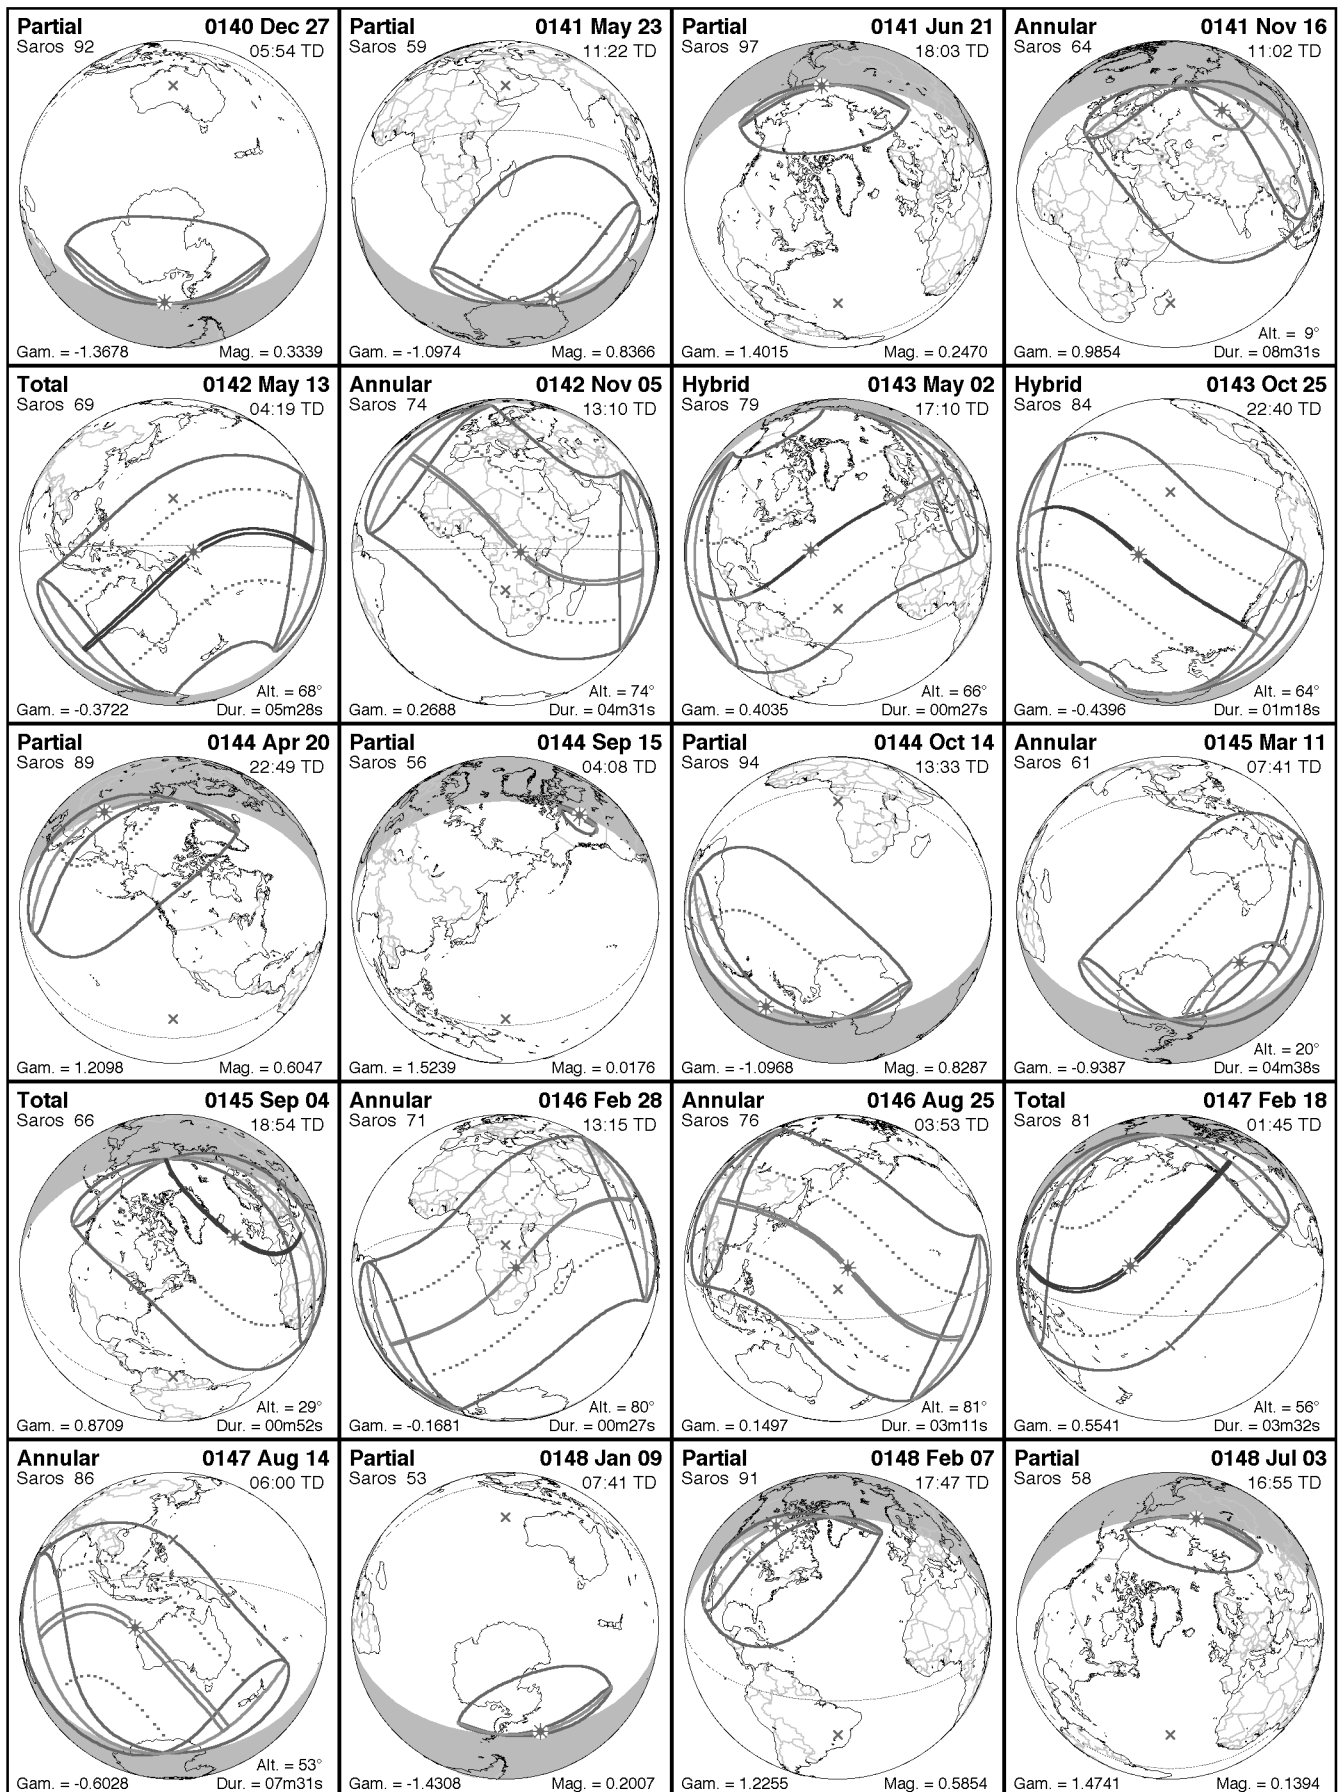 Partial 0140 Dec 27
Saros 92 05:54 TD
Gam. = -1.3678 Mag. = 0.3339
Partial 0141 May 23
Saros 59 11:22 TD
Gam. = -1.0974 Mag. = 0.8366
Partial 0141 Jun 21
Saros 97 18:03 TD
Gam. = 1.4015 Mag. = 0.2470
Annular 0141 Nov 16
Saros 64 11:02 TD
Alt. = 9°
Gam. = 0.9854 Dur. = 08m31s
Total 0142 May 13
Saros 69 04:19 TD
Alt. = 68°
Gam. = -0.3722 Dur. = 05m28s
Annular 0142 Nov 05
Saros 74 13:10 TD
Alt. = 74°
Gam. = 0.2688 Dur. = 04m31s
Hybrid 0143 May 02
Saros 79 17:10 TD
Alt. = 66°
Gam. = 0.4035 Dur. = 00m27s
Hybrid 0143 Oct 25
Saros 84 22:40 TD
Alt. = 64°
Gam. = -0.4396 Dur. = 01m18s
Partial 0144 Apr 20
Saros 89 22:49 TD
Gam. = 1.2098 Mag. = 0.6047
Partial 0144 Sep 15
Saros 56 04:08 TD
Gam. = 1.5239 Mag. = 0.0176
Partial 0144 Oct 14
Saros 94 13:33 TD
Gam. = -1.0968 Mag. = 0.8287
Annular 0145 Mar 11
Saros 61 07:41 TD
Alt. = 20°
Gam. = -0.9387 Dur. = 04m38s
Total 0145 Sep 04
Saros 66 18:54 TD
Alt. = 29°
Gam. = 0.8709 Dur. = 00m52s
Annular 0146 Feb 28
Saros 71 13:15 TD
Alt. = 80°
Gam. = -0.1681 Dur. = 00m27s
Annular 0146 Aug 25
Saros 76 03:53 TD
Alt. = 81°
Gam. = 0.1497 Dur. = 03m11s
Total 0147 Feb 18
Saros 81 01:45 TD
Alt. = 56°
Gam. = 0.5541 Dur. = 03m32s
Annular 0147 Aug 14
Saros 86 06:00 TD
Alt. = 53°
Gam. = -0.6028 Dur. = 07m31s
Partial 0148 Jan 09
Saros 53 07:41 TD
Gam. = -1.4308 Mag. = 0.2007
Partial 0148 Feb 07
Saros 91 17:47 TD
Gam. = 1.2255 Mag. = 0.5854
Partial 0148 Jul 03
Saros 58 16:55 TD
Gam. = 1.4741 Mag. = 0.1394